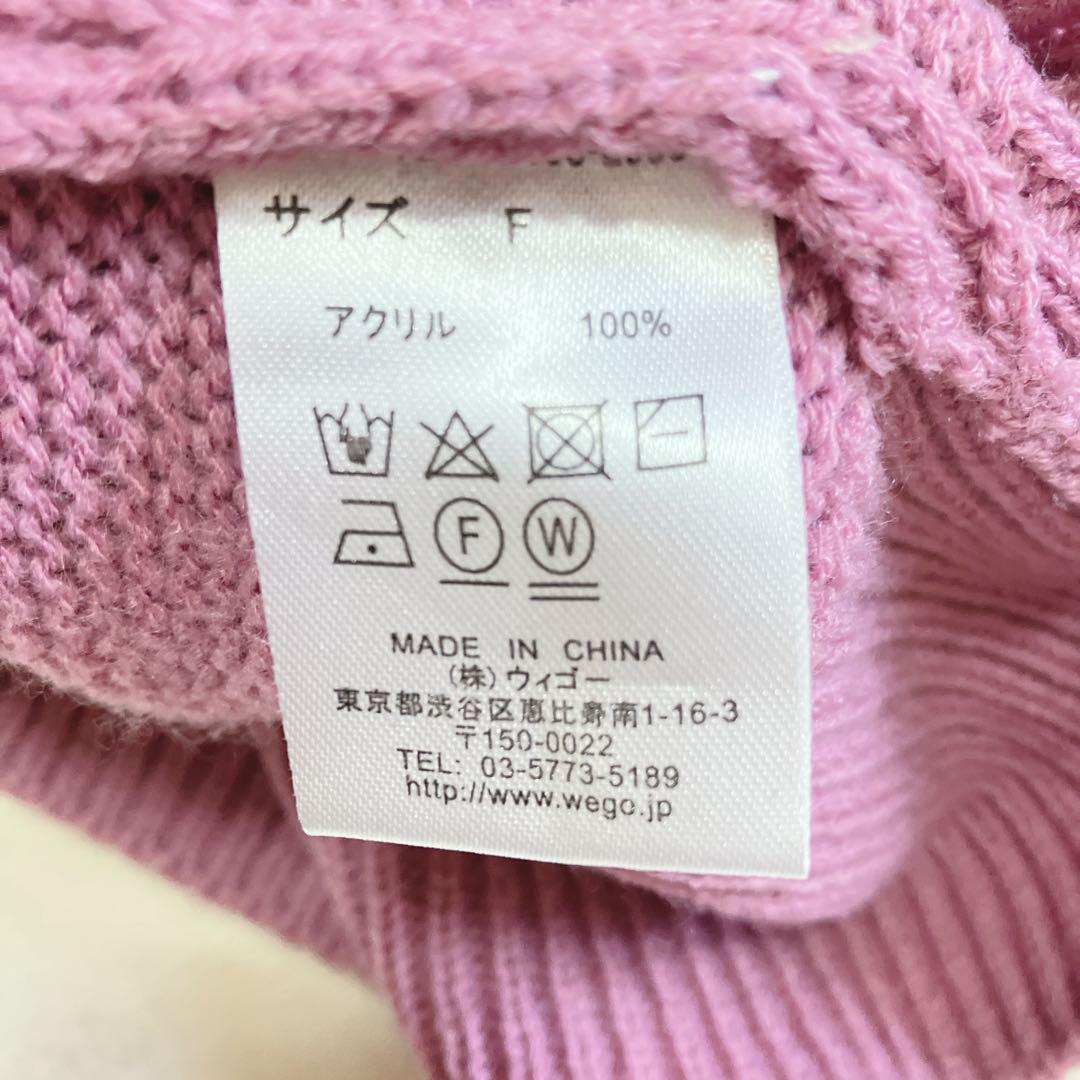 サイズ F
アクリル 100%
F W
MADE IN CHINA
(株)ウィゴー
東京都渋谷区恵比寿南1-16-3
〒150-0022
TEL: 03-5773-5189
http://www.wego.jp